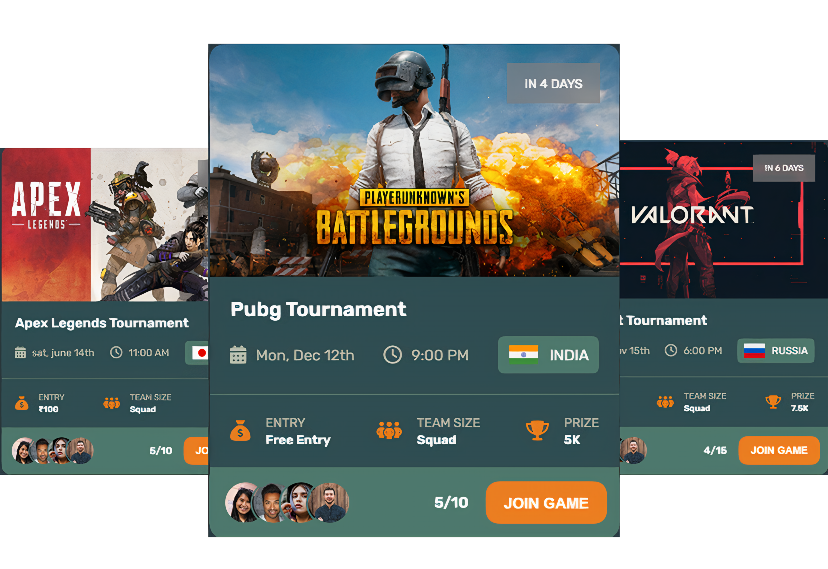 APEX
LEGENDS
Apex Legends Tournament
sat, june 14th
11:00 AM
ENTRY
₹100
TEAM SIZE
Squad
5/10
IN 4 DAYS
PLAYERUNKNOWN'S
BATTLEGROUNDS
Pubg Tournament
Mon, Dec 12th
9:00 PM
INDIA
ENTRY
Free Entry
TEAM SIZE
Squad
PRIZE
5K
5/10
JOIN GAME
IN 6 DAYS
VALORANT
t Tournament
15th
6:00 PM
RUSSIA
TEAM SIZE
Squad
PRIZE
7.5K
4/15
JOIN GAME